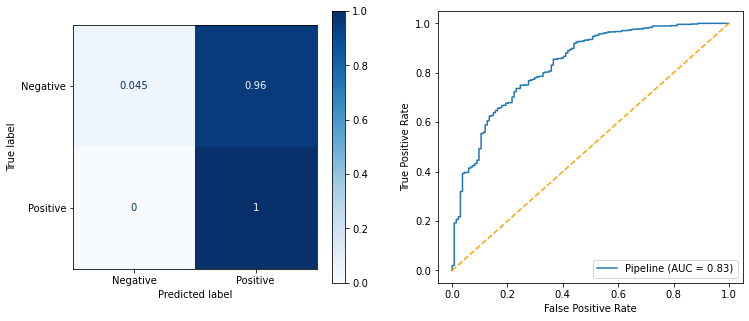 True label
Negative
Positive
0.045
0.96
0
1
Negative
Positive
Predicted label
1.0
0.8
0.6
0.4
0.2
0.0
True Positive Rate
1.0
0.8
0.6
0.4
0.2
0.0
Pipeline (AUC = 0.83)
0.0
0.2
0.4
0.6
0.8
1.0
False Positive Rate